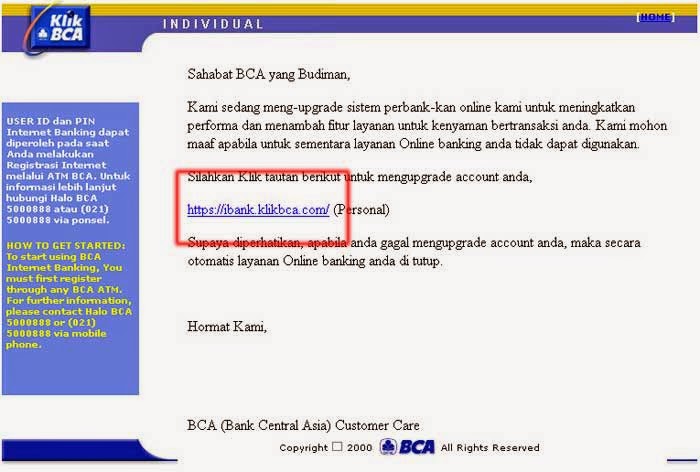 Klik
BCA
INDIVIDUAL
[HOME]
Sahabat BCA yang Budiman,
Kami sedang meng-upgrade sistem perbank-kan online kami untuk meningkatkan
performa dan menambah fitur layanan untuk kenyaman bertransaksi anda. Kami mohon
maaf apabila untuk sementara layanan Online banking anda tidak dapat digunakan.
Silahkan Klik tautan berikut untuk mengupgrade account anda,
https://ibank.klikbca.com/ (Personal)
Supaya diperhatikan, apabila anda gagal mengupgrade account anda, maka secara
otomatis layanan Online banking anda di tutup.
Hormat Kami,
BCA (Bank Central Asia) Customer Care
USER ID dan PIN
Internet Banking dapat
diperoleh pada saat
Anda melakukan
Registrasi Internet
melalui ATM BCA. Untuk
informasi lebih lanjut
hubungi Halo BCA
5000888 atau (021)
5000888 via ponsel.
HOW TO GET STARTED:
To start using BCA
Internet Banking, You
must first register
through any BCA ATM.
For further information,
please contact Halo BCA
5000888 or (021)
5000888 via mobile
phone.
Copyright □ 2000 BCA All Rights Reserved